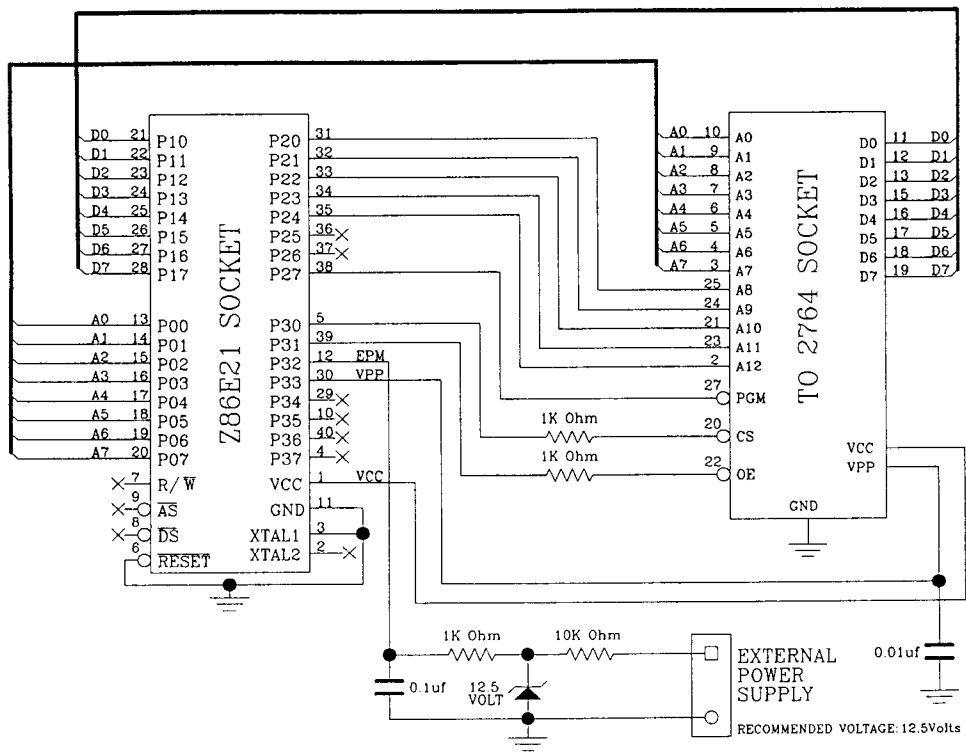 D0 21 P10
D1 22 P11
D2 23 P12
D3 24 P13
D4 25 P14
D5 26 P15
D6 27 P16
D7 28 P17
A0 13 P00
A1 14 P01
A2 15 P02
A3 16 P03
A4 17 P04
A5 18 P05
A6 19 P06
A7 20 P07
7 R/W
9 AS
8 DS
6 RESET
Z86E21 SOCKET
P20 31
P21 32
P22 33
P23 34
P24 35
P25 36
P26 37
P27 38
P30 5
P31 39
P32 12 EPM
P33 30 VPP
P34 29
P35 10
P36 40
P37 4
VCC 1 VCC
GND 11
XTAL1 3
XTAL2 2
A0 10 A0
A1 9 A1
A2 8 A2
A3 7 A3
A4 6 A4
A5 5 A5
A6 4 A6
A7 3 A7
25 A8
24 A9
21 A10
23 A11
2 A12
27 PGM
1K Ohm
20 CS
1K Ohm
22 OE
TO 2764 SOCKET
D0 11 D0
D1 12 D1
D2 13 D2
D3 15 D3
D4 16 D4
D5 17 D5
D6 18 D6
D7 19 D7
VCC
VPP
GND
1K Ohm
10K Ohm
0.1uf
12.5
VOLT
EXTERNAL
POWER
SUPPLY
0.01uf
RECOMMENDED VOLTAGE: 12.5Volts